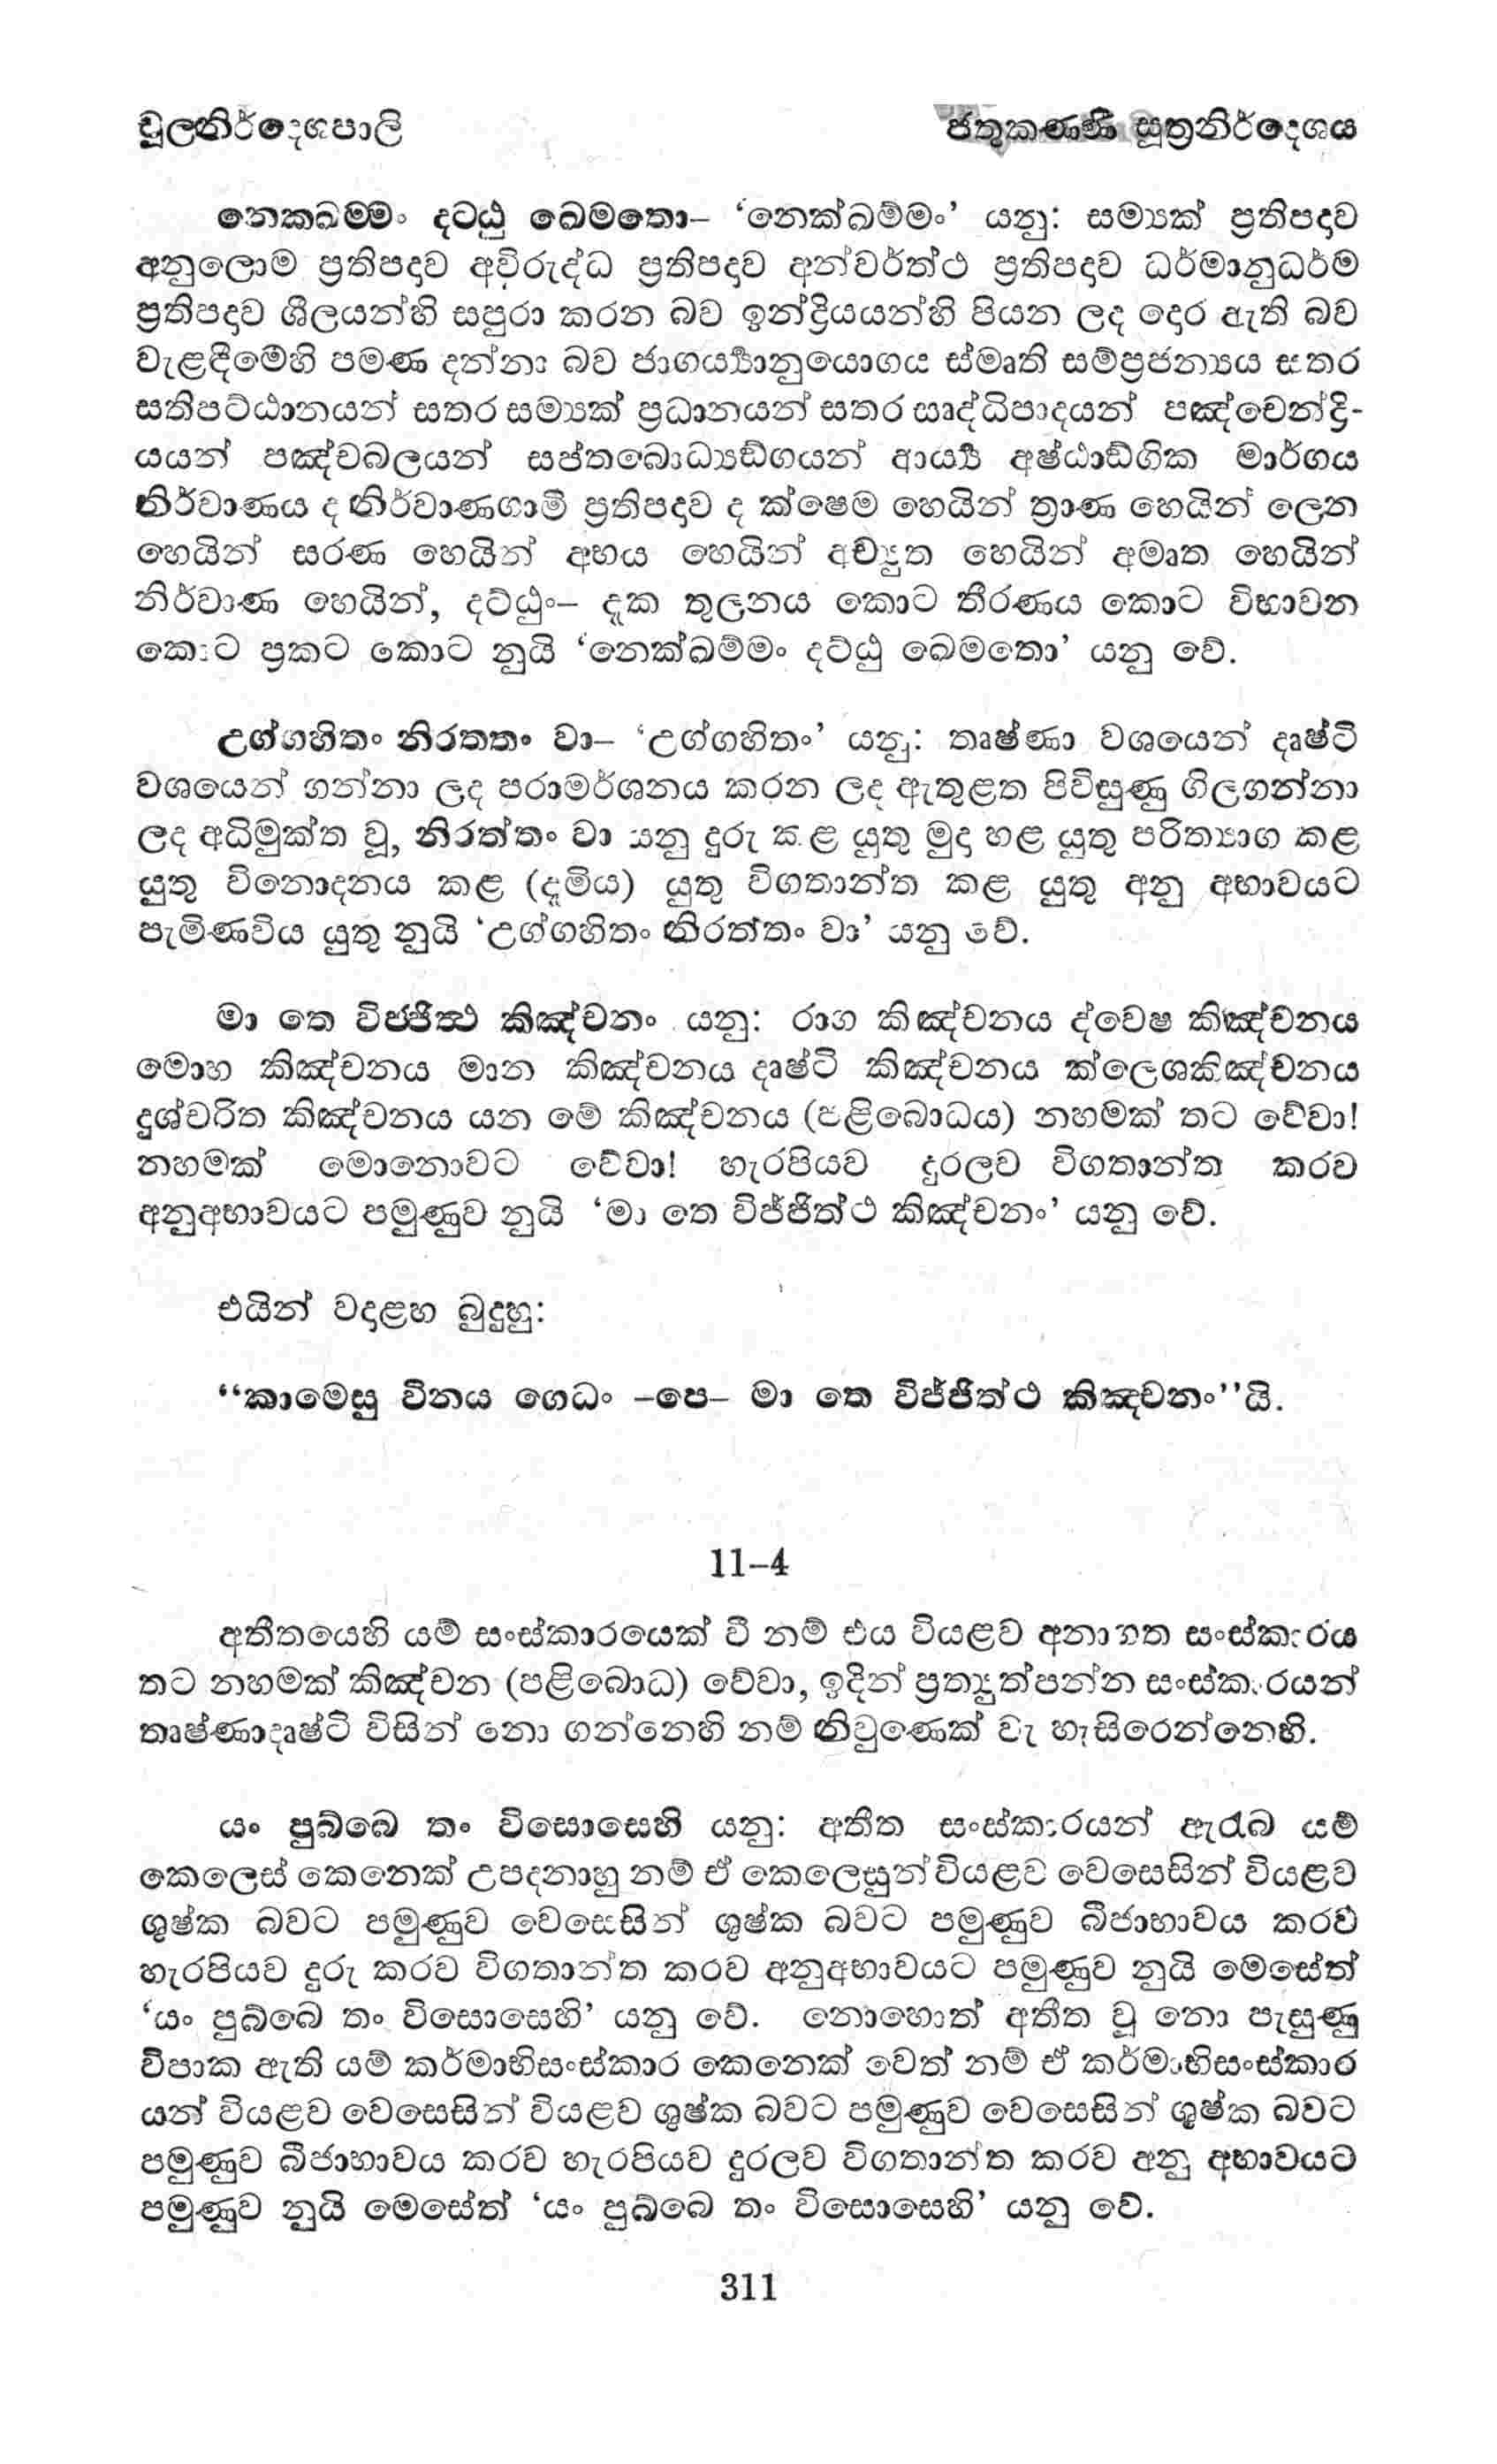 චූලනිර්දෙශපාලි ජතුකණණි සූත්‍රනිර්දෙශය
නෙකඛම්මං දටඨු ඛෙමතො– ‘නෙක්ඛම්මං’ යනු: සම්‍යක් ප්‍රතිපදාව
අනුලොම ප්‍රතිපදාව අවිරුද්ධ ප්‍රතිපදාව අන්වර්ත්ථ ප්‍රතිපදාව ධර්මානුධර්ම
ප්‍රතිපදාව ශීලයන්හි සපුරා කරන බව ඉන්ද්‍රියයන්හි පියන ලද දොර ඇති බව
වැළඳීමෙහි පමණ දන්නා බව ජාගර්‍ය්‍යානුයොගය ස්මෘති සම්ප්‍රජන්‍යය සතර
සතිපට්ඨානයන් සතර සම්‍යක් ප්‍රධානයන් සතර සෘද්ධිපාදයන් පඤ්චෙන්ද්‍රි-
යයන් පඤ්චබලයන් සප්තබොධ්‍යඞ්ගයන් ආර්‍ය්‍ය අෂ්ඨාඞ්ගික මාර්ගය
නිර්වාණය ද නිර්වාණගාමී ප්‍රතිපදාව ද ක්ෂෙම හෙයින් ත්‍රාණ හෙයින් ලෙන
හෙයින් සරණ හෙයින් අභය හෙයින් අච්‍යුත හෙයින් අමෘත හෙයින්
නිර්වාණ හෙයින්, දට්ඨුං– දැක තුලනය කොට තීරණය කොට විභාවන
කොට ප්‍රකට කොට නුයි ‘නෙක්ඛම්මං දට්ඨු ඛෙමතො’ යනු වේ.
උග්ගහිතං නිරත්තං වා– ‘උග්ගහිතං’ යනු: තෘෂ්ණා වශයෙන් දෘෂ්ටි
වශයෙන් ගන්නා ලද පරාමර්ශනය කරන ලද ඇතුළත පිවිසුණු ගිලගන්නා
ලද අධිමුක්ත වූ, නිරත්තං වා යනු දුරු කළ යුතු මුදා හළ යුතු පරිත්‍යාග කළ
යුතු විනොදනය කළ (දැමිය) යුතු විගතාන්ත කළ යුතු අනු අභාවයට
පැමිණවිය යුතු නුයි ‘උග්ගහිතං නිරත්තං වා’ යනු වේ.
මා තෙ විජ්ජිත්ථ කිඤ්චනං යනු: රාග කිඤ්චනය ද්වෙෂ කිඤ්චනය
මොහ කිඤ්චනය මාන කිඤ්චනය දෘෂ්ටි කිඤ්චනය ක්ලෙශකිඤ්චනය
දුශ්චරිත කිඤ්චනය යන මේ කිඤ්චනය (පළිබොධය) නහමක් තට වේවා!
නහමක් මොනොවට වේවා! හැරපියව දුරලව විගතාන්ත කරව
අනුඅභාවයට පමුණුව නුයි ‘මා තෙ විජ්ජිත්ථ කිඤ්චනං’ යනු වේ.
එයින් වදාළහ බුදුහු:
‘‘කාමෙසු විනය ගෙධං –පෙ– මා තෙ විජ්ජිත්ථ කිඤචනං’’යි.
11–4
අතීතයෙහි යම් සංස්කාරයෙක් වී නම් එය වියළව අනාගත සංස්කාරය
තට නහමක් කිඤ්චන (පළිබොධ) වේවා, ඉදින් ප්‍රත්‍යුත්පන්න සංස්කාරයන්
තෘෂ්ණාදෘෂ්ටි විසින් නො ගන්නෙහි නම් නිවුණෙක් වැ හැසිරෙන්නෙහි.
යං පුබ්බෙ තං විසොසෙහි යනු: අතීත සංස්කාරයන් ඇරැබ යම්
කෙලෙස් කෙනෙක් උපදනාහු නම් ඒ කෙලෙසුන් වියළව වෙසෙසින් වියළව
ශුෂ්ක බවට පමුණුව වෙසෙසින් ශුෂ්ක බවට පමුණුව බීජාභාවය කරව
හැරපියව දුරු කරව විගතාන්ත කරව අනුඅභාවයට පමුණුව නුයි මෙසේත්
‘යං පුබ්බෙ තං විසොසෙහි’ යනු වේ. නොහොත් අතීත වූ නො පැසුණු
විපාක ඇති යම් කර්මාභිසංස්කාර කෙනෙක් වෙත් නම් ඒ කර්මාභිසංස්කාර
යන් වියළව වෙසෙසින් වියළව ශුෂ්ක බවට පමුණුව වෙසෙසින් ශුෂ්ක බවට
පමුණුව බීජාභාවය කරව හැරපියව දුරලව විගතාන්ත කරව අනු අභාවයට
පමුණුව නුයි මෙසේත් ‘යං පුබ්බෙ තං විසොසෙහි’ යනු වේ.
311